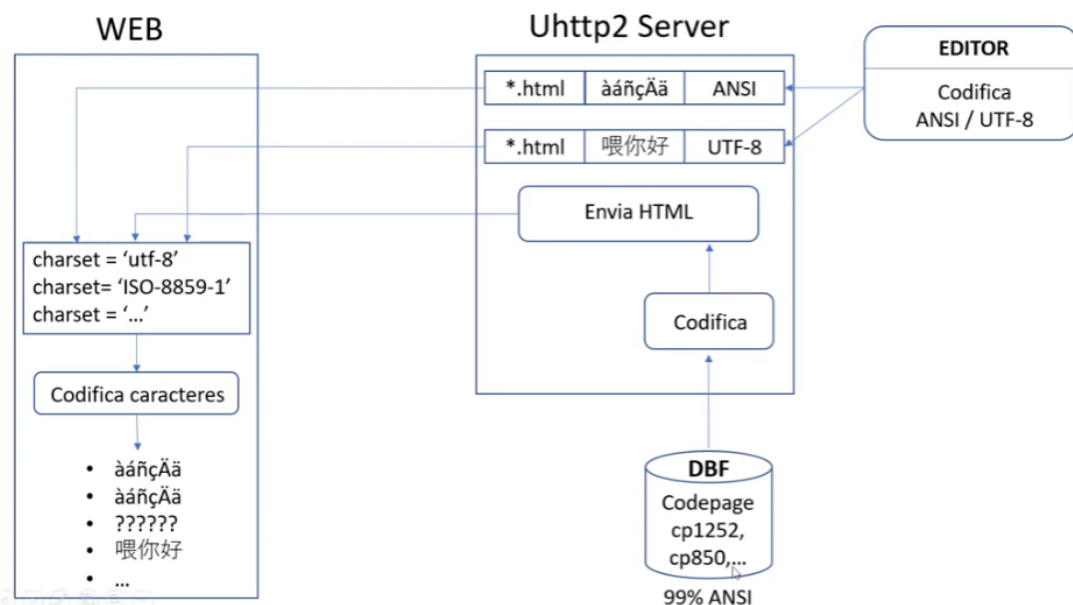 WEB
Uhttp2 Server
EDITOR
Codifica
ANSI / UTF-8
*.html
àáñçÄä
ANSI
*.html
喂你好
UTF-8
Envia HTML
charset = ‘utf-8’
charset= ‘ISO-8859-1’
charset = ‘...’
Codifica
Codifica caracteres
• àáñçÄä
• àáñçÄä
• ??????
• 喂你好
• ...
DBF
Codepage
cp1252,
cp850,...
99% ANSI